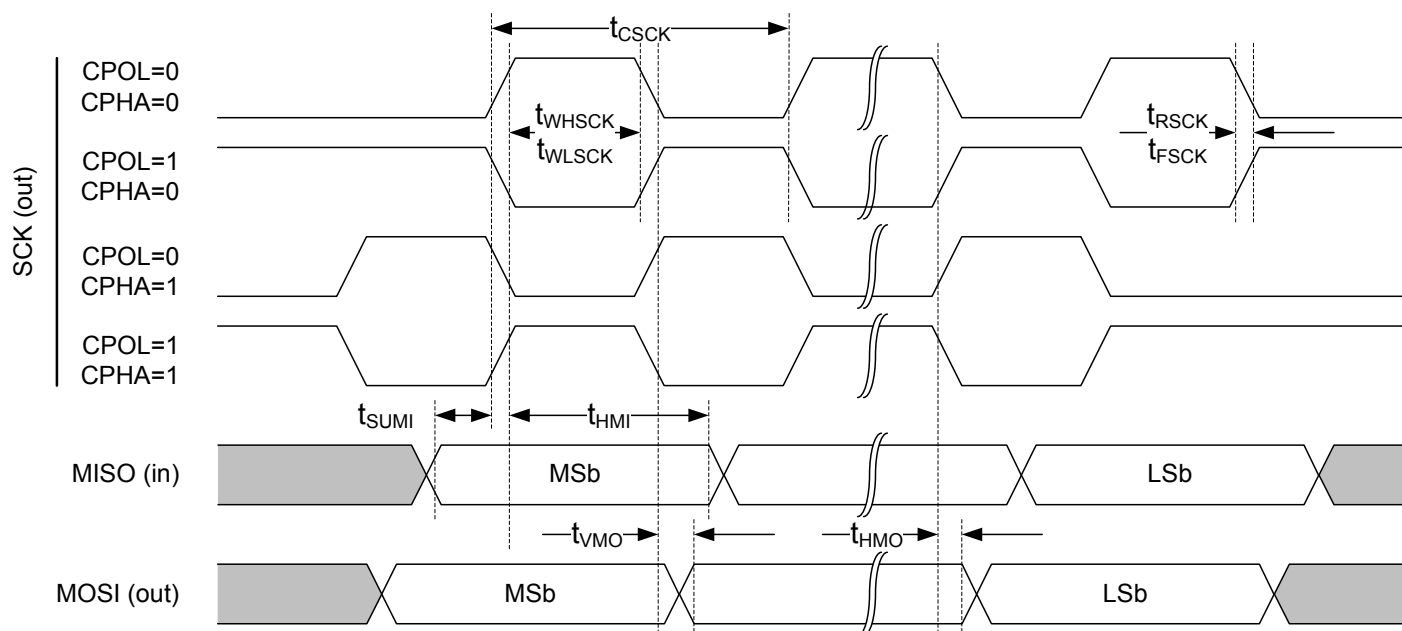 tCSCK
CPOL=0
CPHA=0
tWHSCK
tWLSCK
tRSCK
tFSCK
CPOL=1
CPHA=0
SCK (out)
CPOL=0
CPHA=1
CPOL=1
CPHA=1
tSUMI
tHMI
MISO (in)
MSb
LSb
tVMO
tHMO
MOSI (out)
MSb
LSb